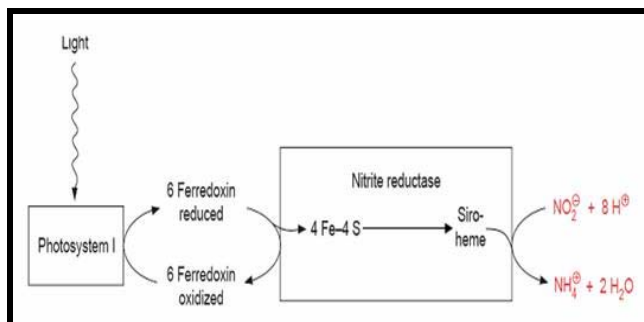 Light
Photosystem I
6 Ferredoxin
reduced
6 Ferredoxin
oxidized
Nitrite reductase
4 Fe–4 S
Siro-
heme
NO₂⊖ + 8 H⊕
NH₄⊕ + 2 H₂O